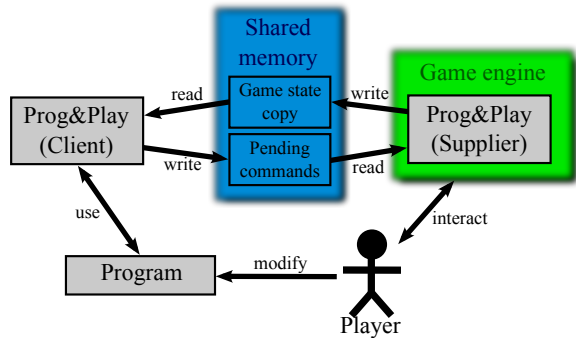 Shared
memory
Game engine
read
Game state
copy
write
Prog&Play
(Client)
Prog&Play
(Supplier)
write
Pending
commands
read
use
interact
Program
modify
Player